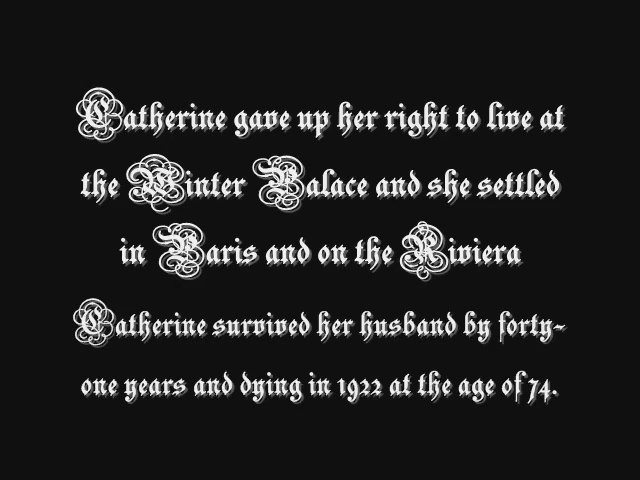 Catherine gave up her right to live at
the Winter Palace and she settled
in Paris and on the Riviera
Catherine survived her husband by forty-
one years and dying in 1922 at the age of 74.